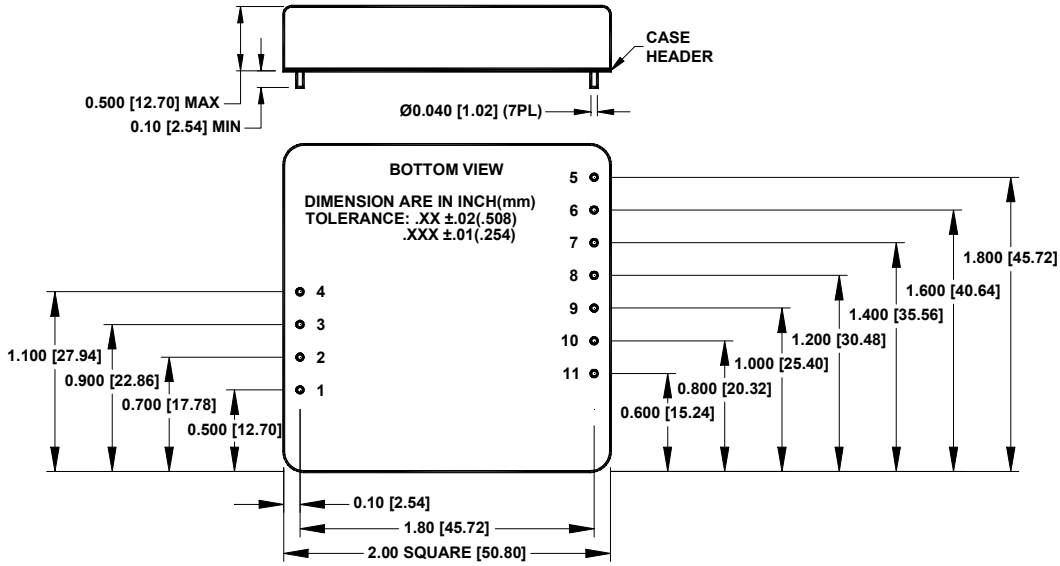 CASE
HEADER
0.500 [12.70] MAX
0.10 [2.54] MIN
Ø0.040 [1.02] (7PL)
BOTTOM VIEW
DIMENSION ARE IN INCH(mm)
TOLERANCE: .XX ±.02(.508)
.XXX ±.01(.254)
5
6
7
8
9
10
11
4
3
2
1
1.100 [27.94]
0.900 [22.86]
0.700 [17.78]
0.500 [12.70]
1.800 [45.72]
1.600 [40.64]
1.400 [35.56]
1.200 [30.48]
1.000 [25.40]
0.800 [20.32]
0.600 [15.24]
0.10 [2.54]
1.80 [45.72]
2.00 SQUARE [50.80]